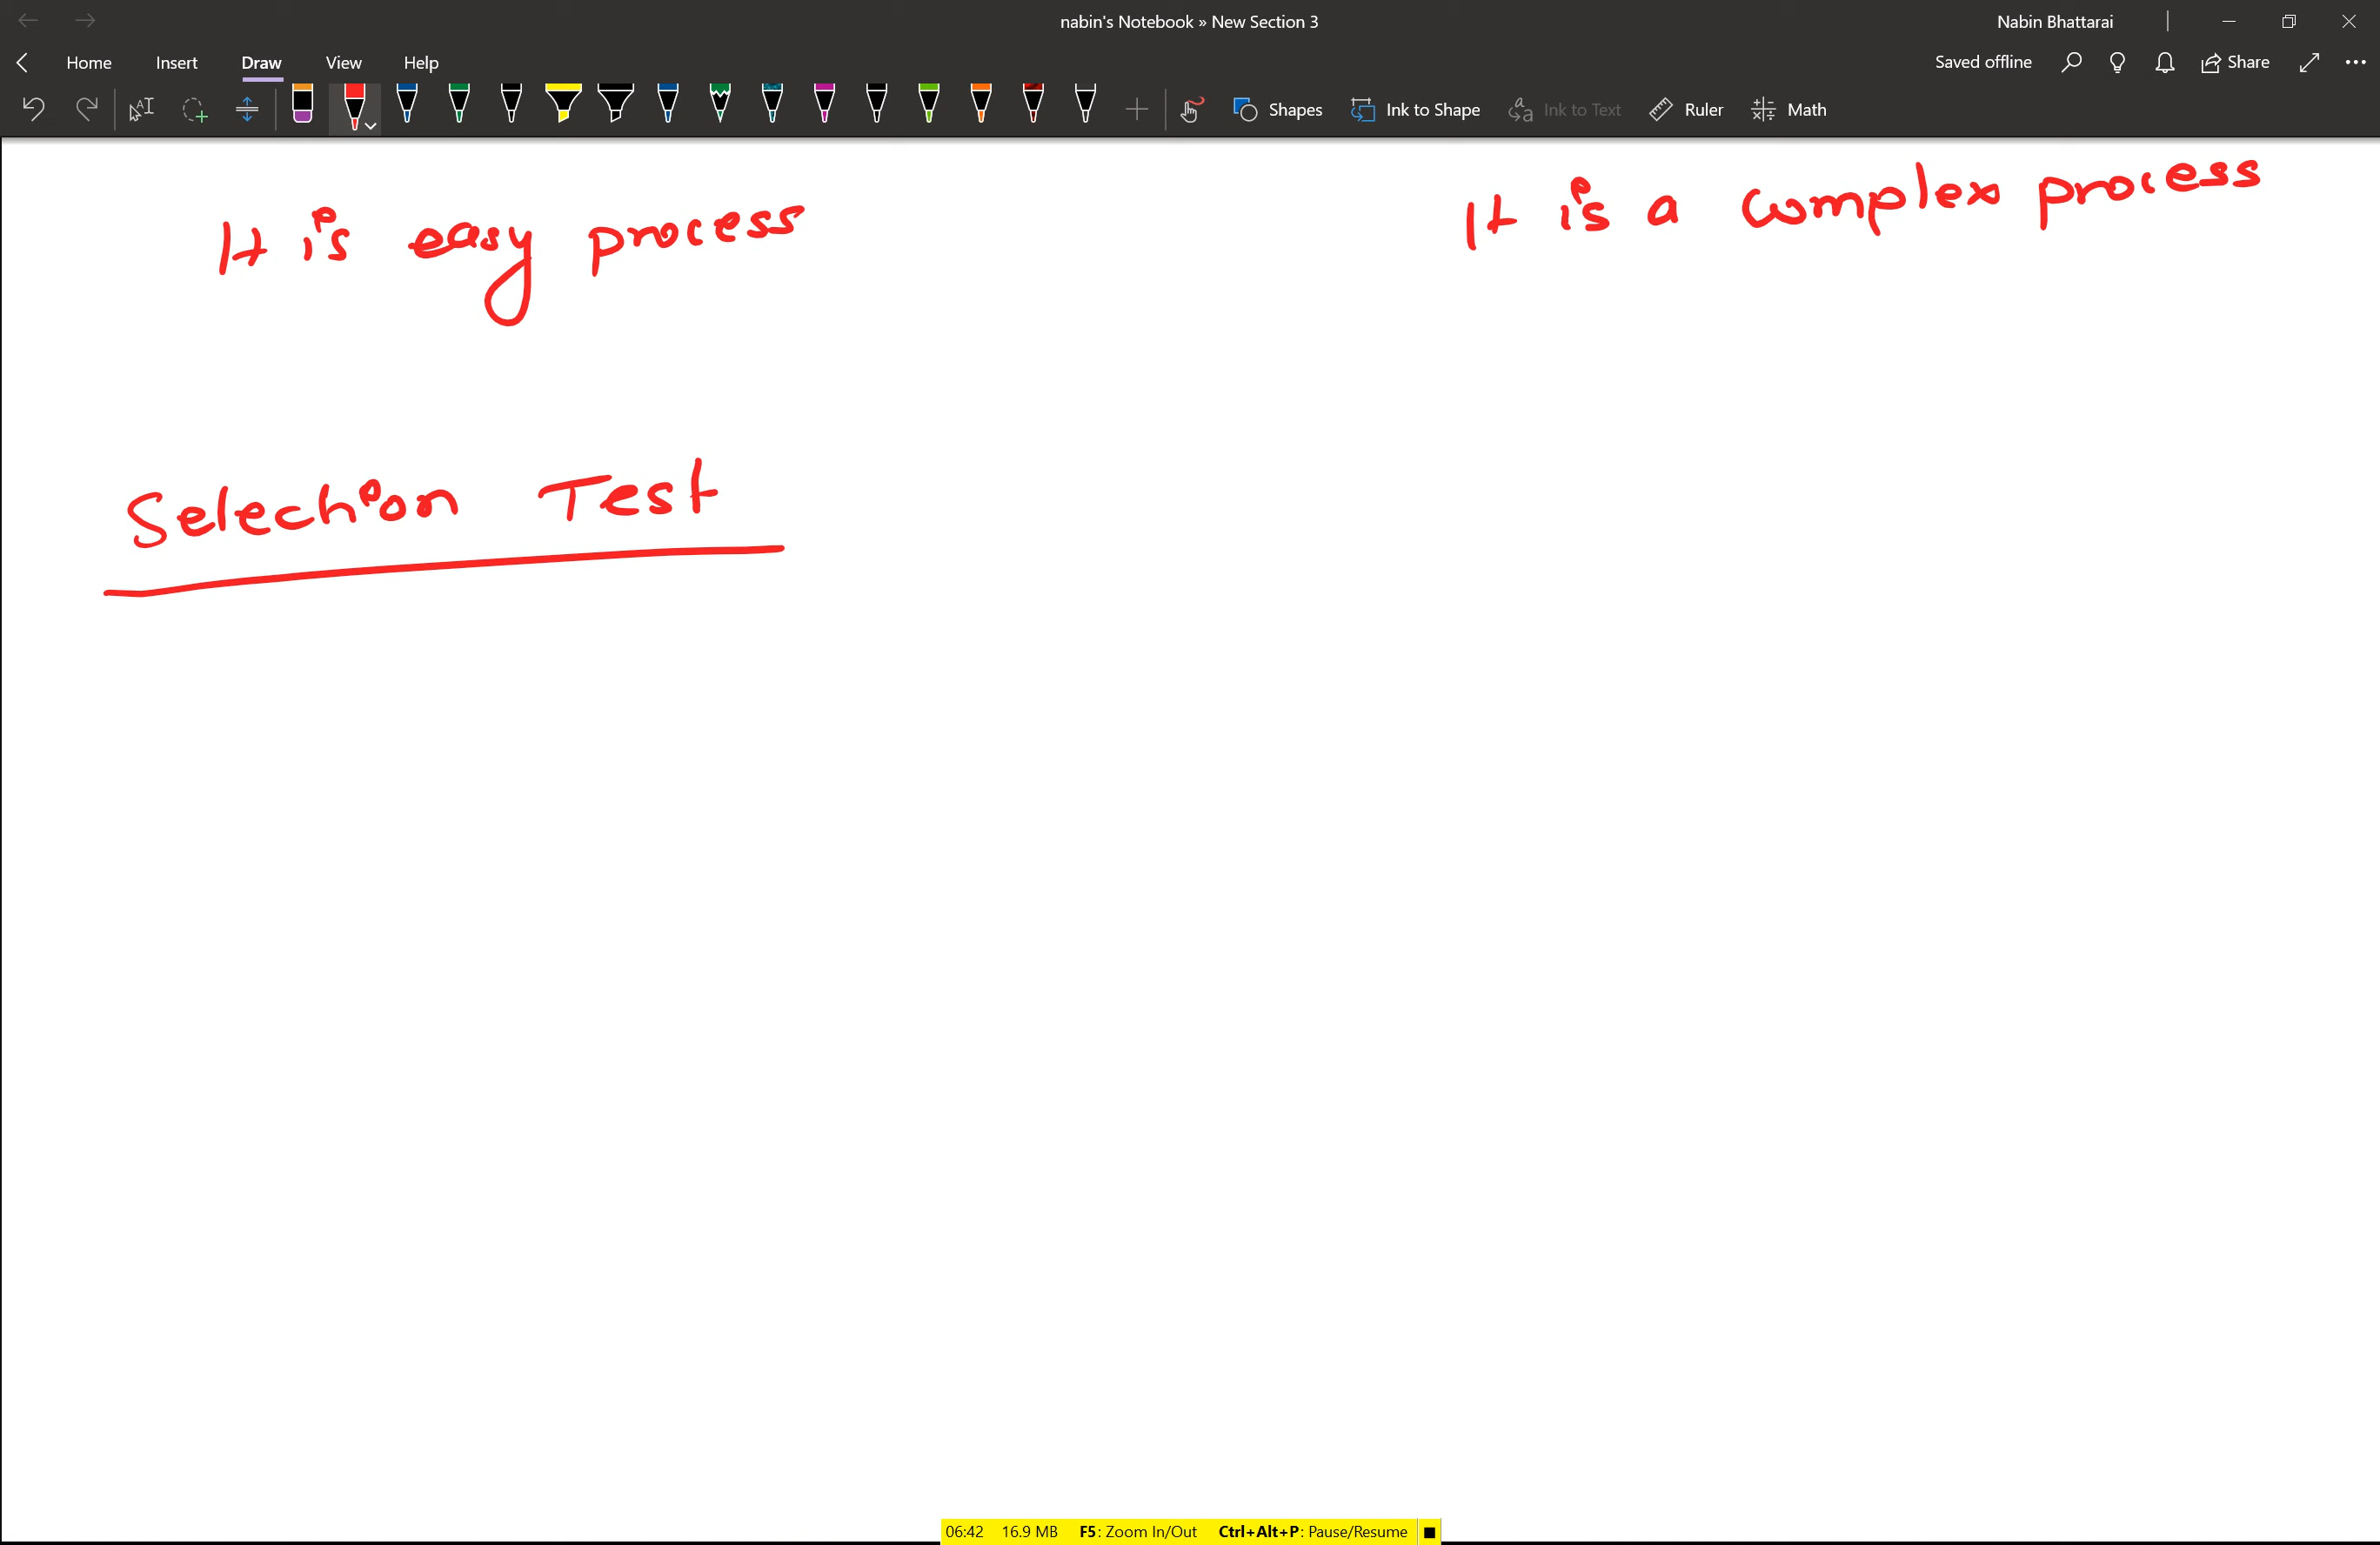 nabin's Notebook » New Section 3
Nabin Bhattarai
Home Insert Draw View Help
Saved offline Share
Shapes Ink to Shape Ink to Text Ruler Math
It is easy process
It is a complex process
Selection Test
06:42 16.9 MB F5: Zoom In/Out Ctrl+Alt+P: Pause/Resume